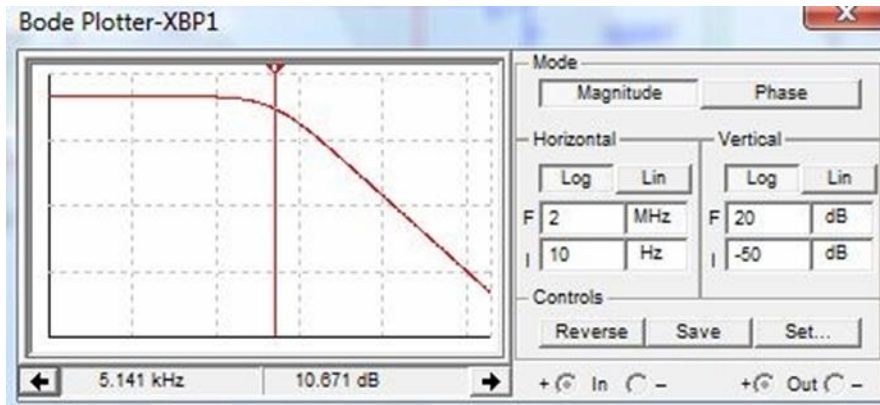 Bode Plotter-XBP1
Mode
Magnitude Phase
Horizontal Vertical
Log Lin Log Lin
F 2 MHz F 20 dB
I 10 Hz I -50 dB
Controls
Reverse Save Set...
5.141 kHz 10.671 dB
+ In - + Out -